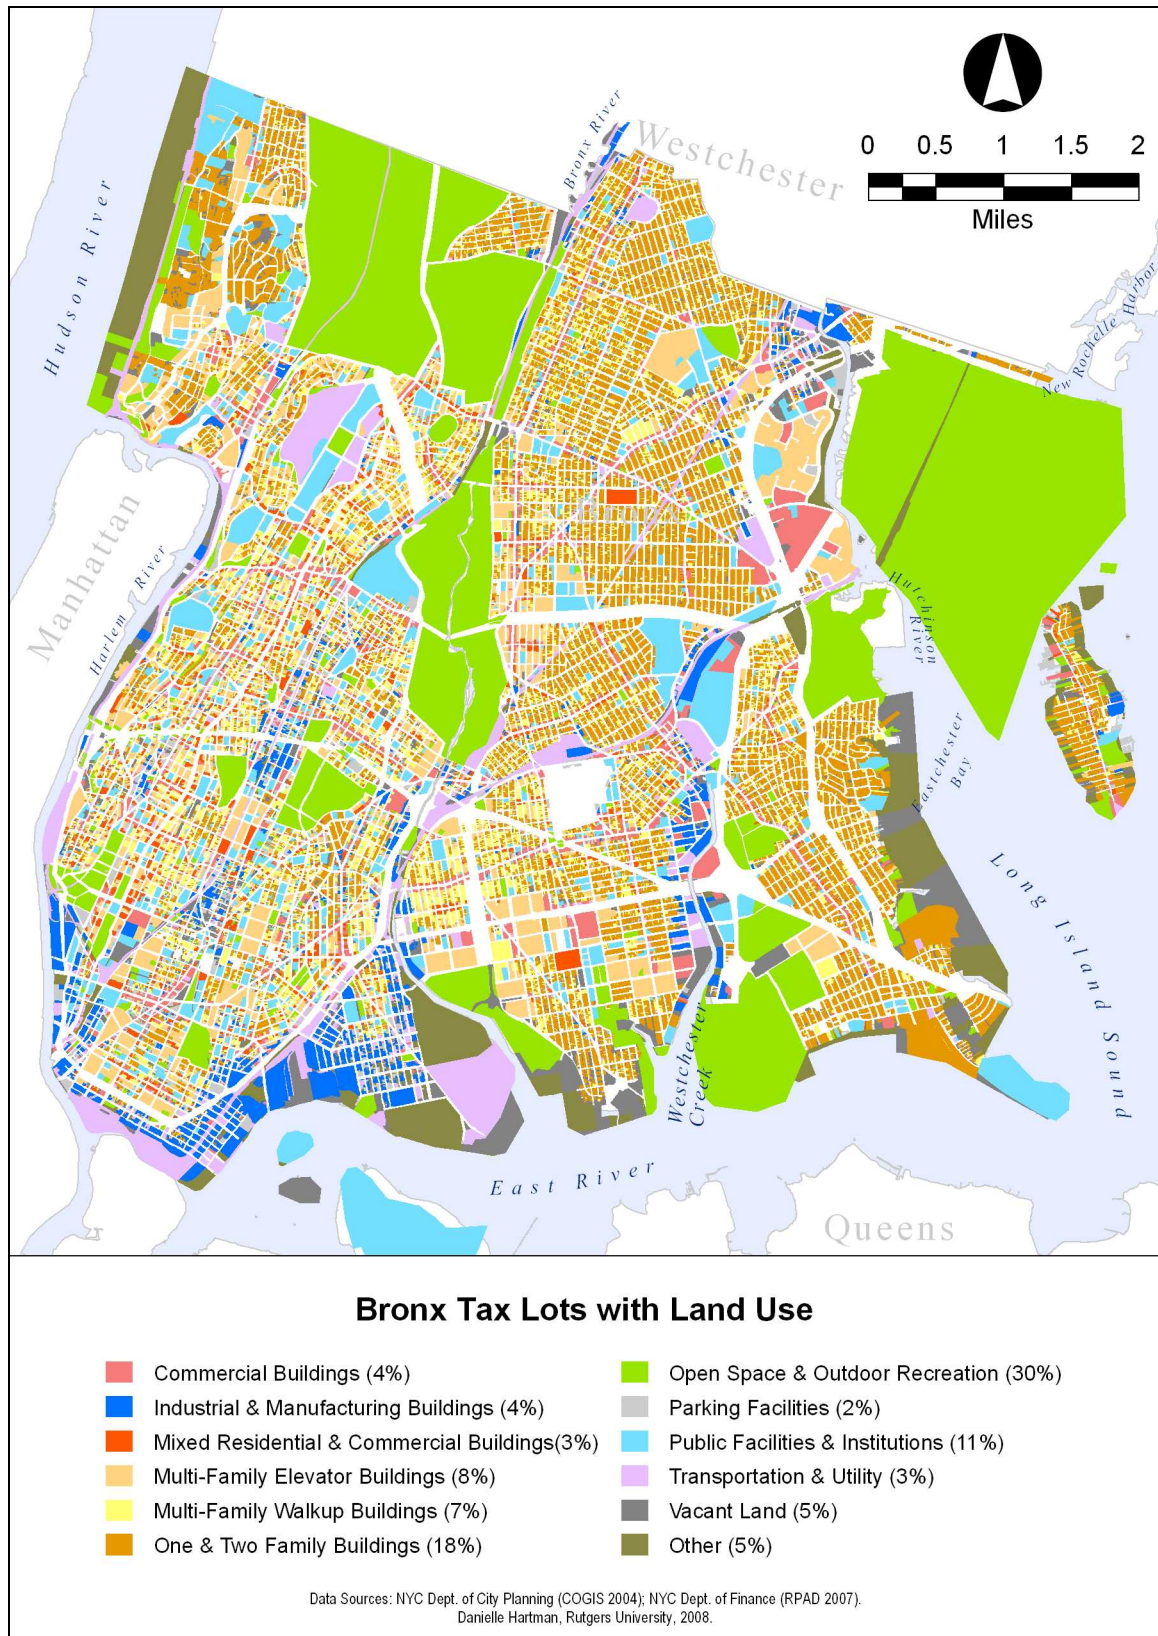 Westchester
Bronx River
0 0.5 1 1.5 2
Miles
Hudson River
New Rochelle Harbor
Manhattan
Harlem River
Hutchinson
River
Eastchester
Bay
Long Island Sound
Westchester
Creek
East River
Queens
Bronx Tax Lots with Land Use
Commercial Buildings (4%)
Industrial & Manufacturing Buildings (4%)
Mixed Residential & Commercial Buildings(3%)
Multi-Family Elevator Buildings (8%)
Multi-Family Walkup Buildings (7%)
One & Two Family Buildings (18%)
Open Space & Outdoor Recreation (30%)
Parking Facilities (2%)
Public Facilities & Institutions (11%)
Transportation & Utility (3%)
Vacant Land (5%)
Other (5%)
Data Sources: NYC Dept. of City Planning (COGIS 2004); NYC Dept. of Finance (RPAD 2007).
Danielle Hartman, Rutgers University, 2008.